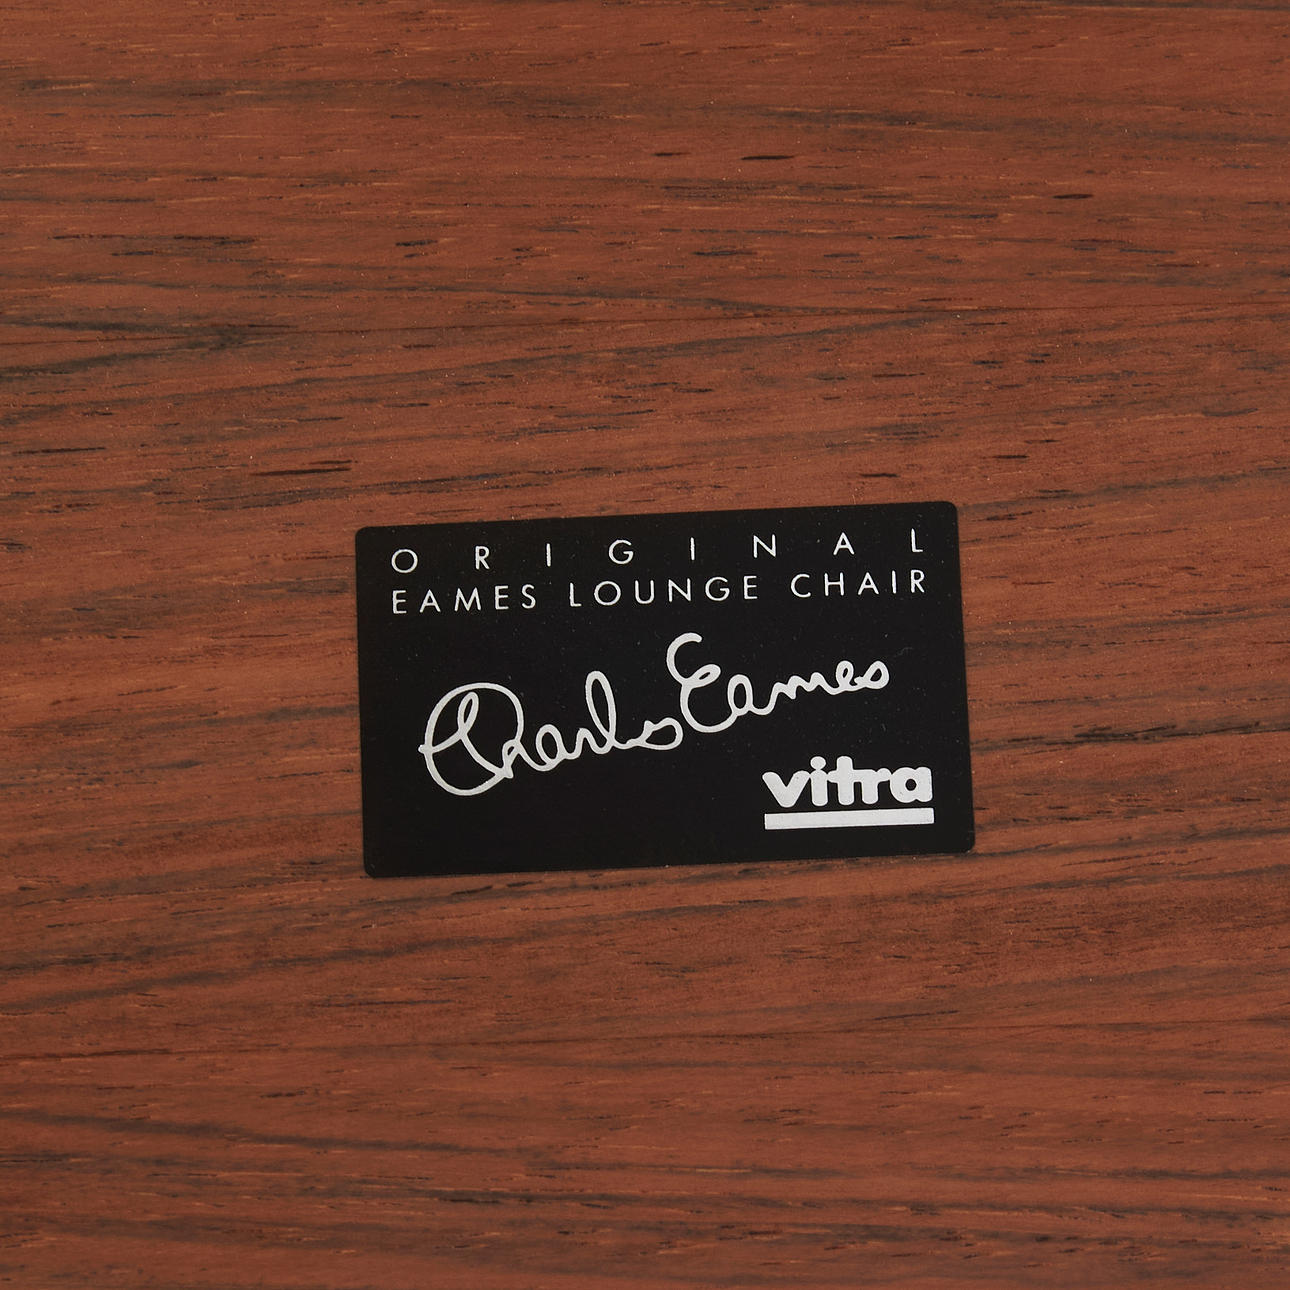 ORIGINAL
EAMES LOUNGE CHAIR
Charles Eames
vitra